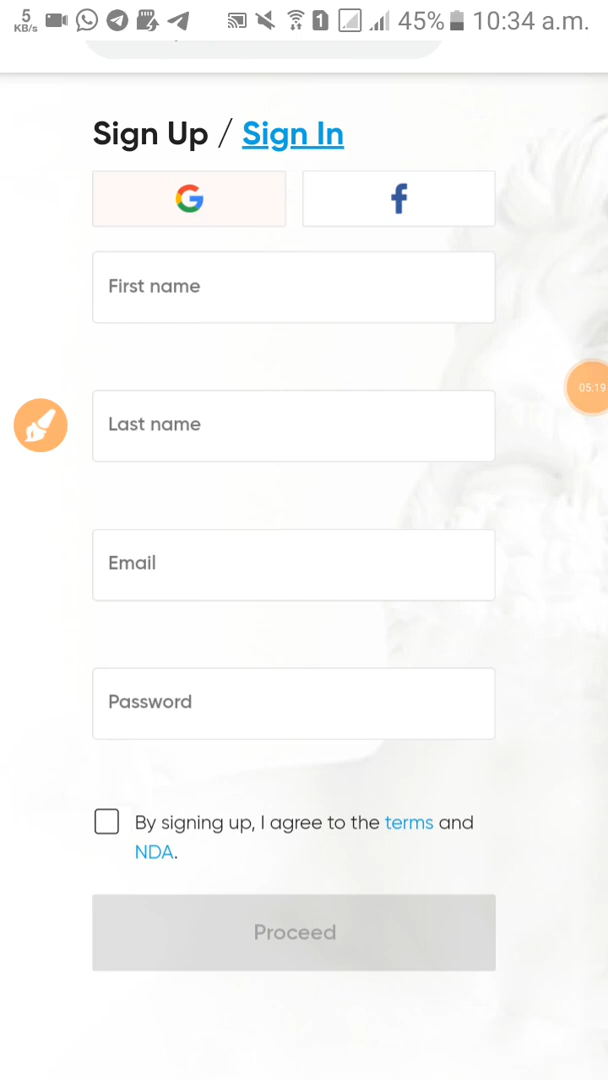 5 KB/s 1 45% 10:34 a.m.
Sign Up / Sign In
First name
05:19
Last name
Email
Password
By signing up, I agree to the terms and
NDA.
Proceed